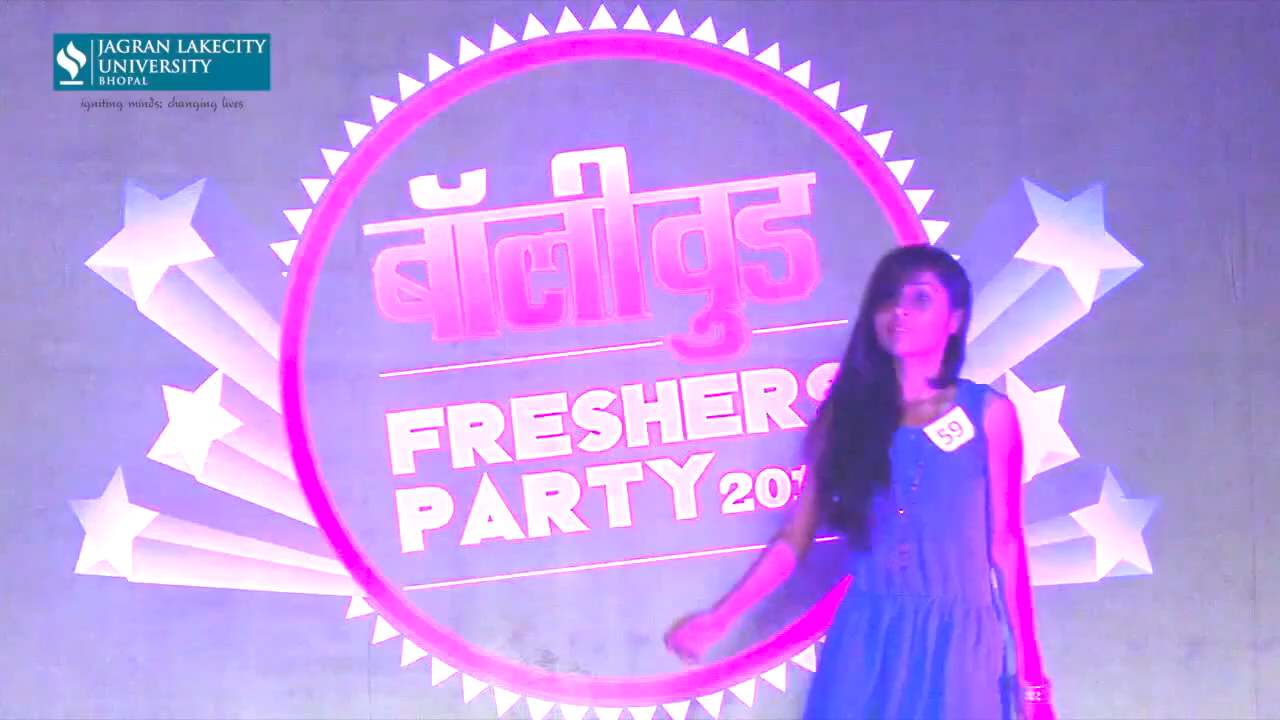 JAGRAN LAKECITY
UNIVERSITY
BHOPAL
igniting minds; changing lives
बॉलीवुड
FRESHERS
PARTY
59